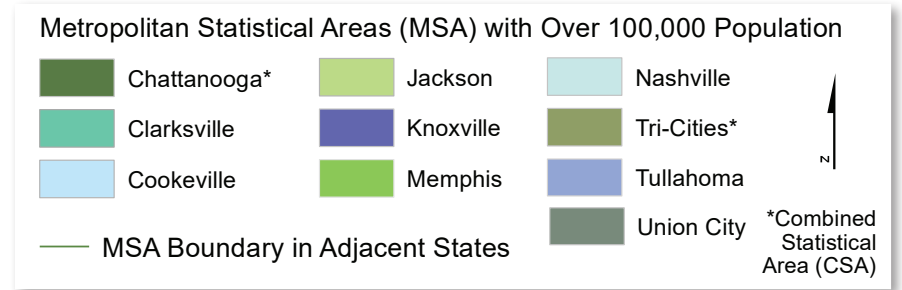 Metropolitan Statistical Areas (MSA) with Over 100,000 Population
Chattanooga*
Clarksville
Cookeville
Jackson
Knoxville
Memphis
Nashville
Tri-Cities*
Tullahoma
Union City
MSA Boundary in Adjacent States
N
*Combined
Statistical
Area (CSA)